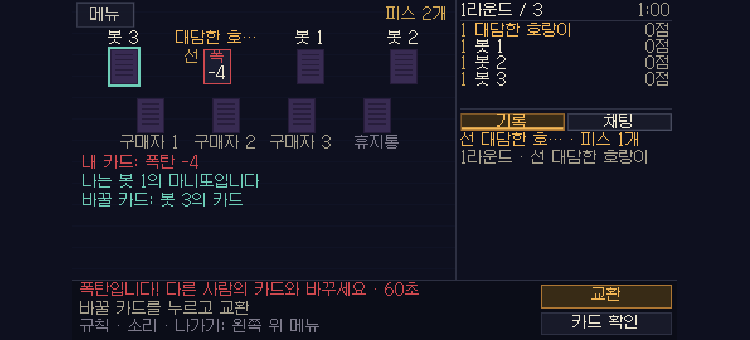 메뉴
피스 2개
봇 3
대담한 호…
봇 1
봇 2
선
폭
-4
구매자 1
구매자 2
구매자 3
휴지통
내 카드: 폭탄 -4
나는 봇 1의 마니또입니다
바꿀 카드: 봇 3의 카드
1라운드 / 3
1:00
1 대담한 호랑이 0점
1 봇 1 0점
1 봇 2 0점
1 봇 3 0점
기록
채팅
선 대담한 호… · 피스 1개
1라운드 · 선 대담한 호랑이
폭탄입니다! 다른 사람의 카드와 바꾸세요 · 60초
바꿀 카드를 누르고 교환
규칙 · 소리 · 나가기: 왼쪽 위 메뉴
교환
카드 확인